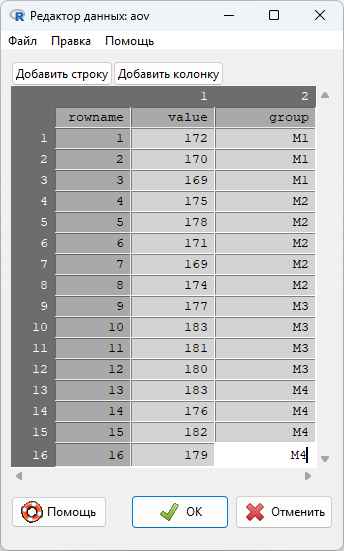 Редактор данных: aov
Файл Правка Помощь
Добавить строку Добавить колонку
1 2
rowname value group
1 1 172 M1
2 2 170 M1
3 3 169 M1
4 4 175 M2
5 5 178 M2
6 6 171 M2
7 7 169 M2
8 8 174 M2
9 9 177 M3
10 10 183 M3
11 11 181 M3
12 12 180 M3
13 13 183 M4
14 14 176 M4
15 15 182 M4
16 16 179 M4
Помощь OK Отменить